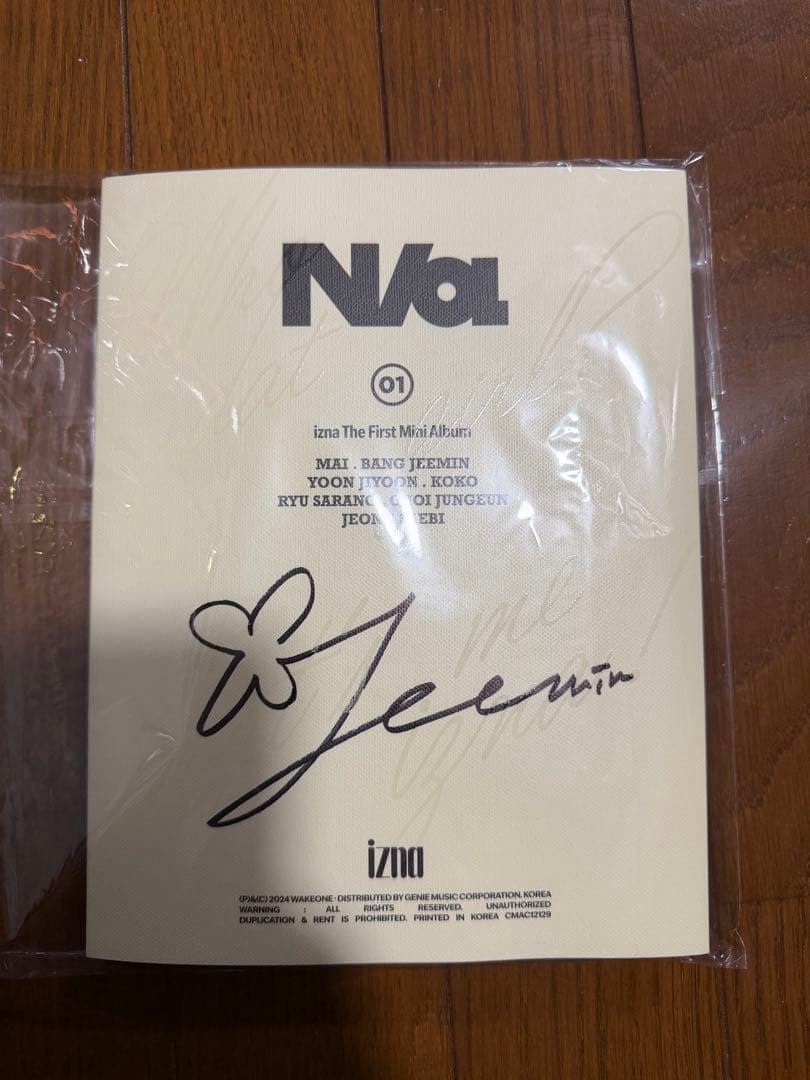 N/a
01
izna The First Mini Album
MAI . BANG JEEMIN
YOON JIYOON . KOKO
RYU SARANG . CHOI JUNGEUN
JEONG SAEBI
me
Jeemin
izna
(P)&(C) 2024 WAKEONE · DISTRIBUTED BY GENIE MUSIC CORPORATION, KOREA
WARNING : ALL RIGHTS RESERVED. UNAUTHORIZED
DUPLICATION & RENT IS PROHIBITED. PRINTED IN KOREA CMAC12129